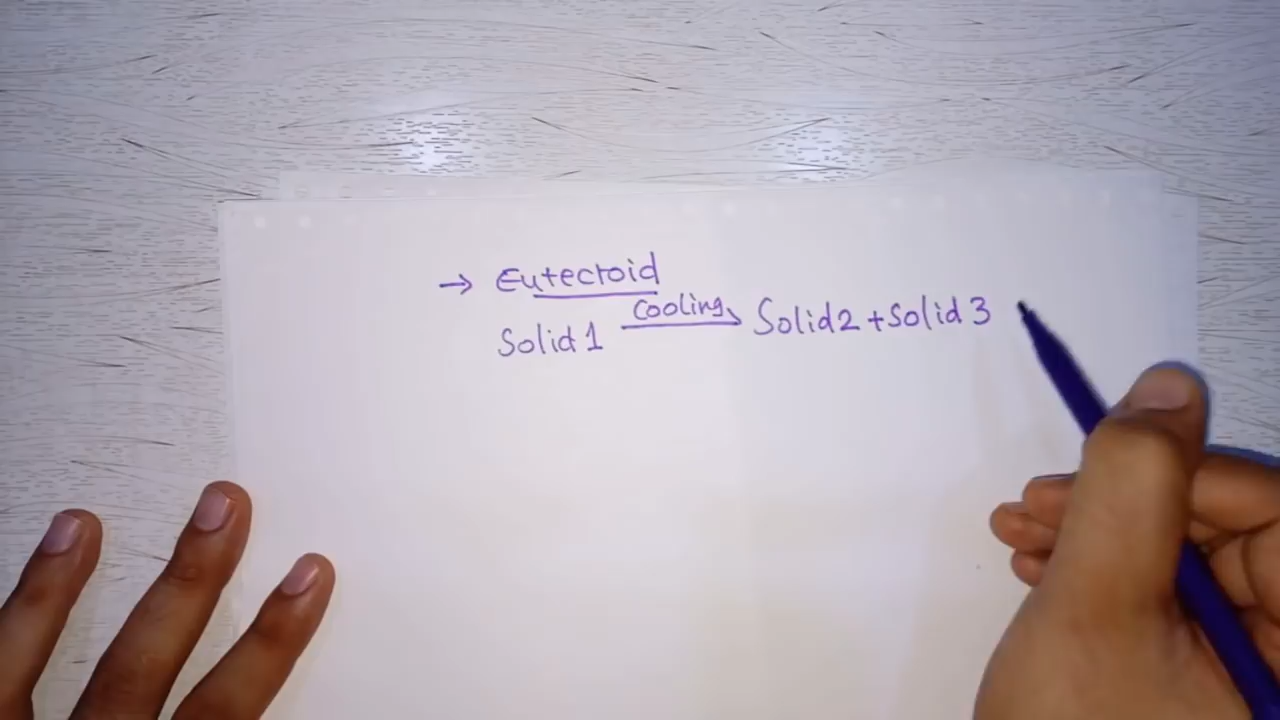 → Eutectoid
Solid 1 Cooling Solid2 + Solid 3